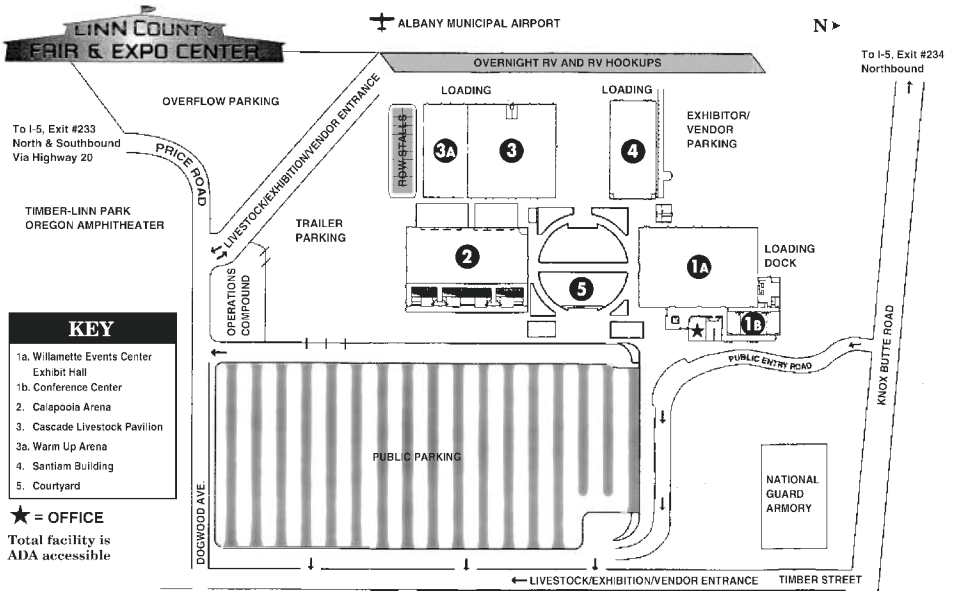 LINN COUNTY
FAIR & EXPO CENTER
ALBANY MUNICIPAL AIRPORT
N
To I-5, Exit #234
Northbound
OVERNIGHT RV AND RV HOOKUPS
OVERFLOW PARKING
LOADING
LOADING
To I-5, Exit #233
North & Southbound
Via Highway 20
PRICE ROAD
LIVESTOCK/EXHIBITION/VENDOR ENTRANCE
ROW STALLS
3A
3
4
EXHIBITOR/
VENDOR
PARKING
TIMBER-LINN PARK
OREGON AMPHITHEATER
TRAILER
PARKING
2
5
1A
LOADING
DOCK
1B
OPERATIONS
COMPOUND
KEY
1a. Willamette Events Center
Exhibit Hall
1b. Conference Center
2. Calapooia Arena
3. Cascade Livestock Pavilion
3a. Warm Up Arena
4. Santiam Building
5. Courtyard
= OFFICE
Total facility is
ADA accessible
PUBLIC ENTRY ROAD
KNOX BUTTE ROAD
PUBLIC PARKING
NATIONAL
GUARD
ARMORY
DOGWOOD AVE.
LIVESTOCK/EXHIBITION/VENDOR ENTRANCE
TIMBER STREET